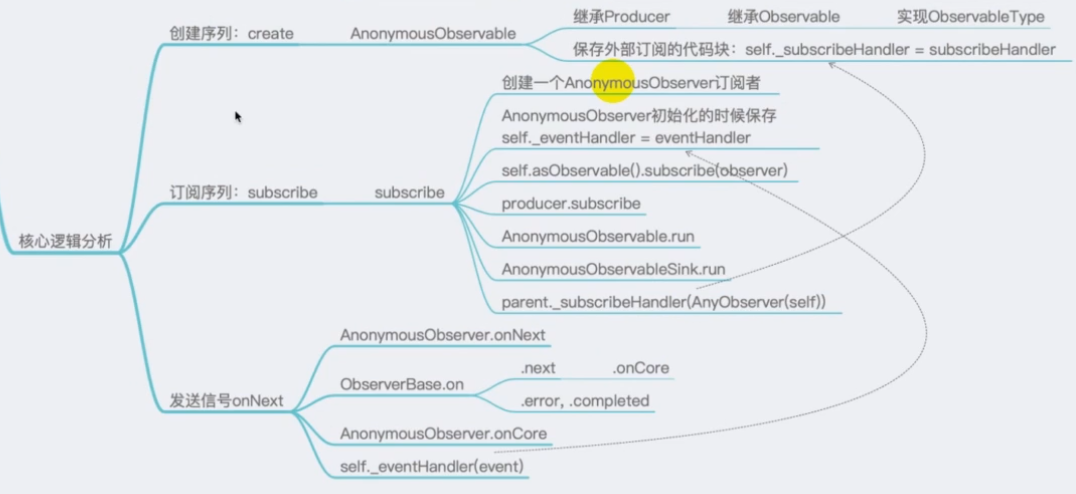 核心逻辑分析
创建序列：create
AnonymousObservable
继承Producer
继承Observable
实现ObservableType
保存外部订阅的代码块：self._subscribeHandler = subscribeHandler
订阅序列：subscribe
subscribe
创建一个AnonymousObserver订阅者
AnonymousObserver初始化的时候保存
self._eventHandler = eventHandler
self.asObservable().subscribe(observer)
producer.subscribe
AnonymousObservable.run
AnonymousObservableSink.run
parent._subscribeHandler(AnyObserver(self))
发送信号onNext
AnonymousObserver.onNext
ObserverBase.on
.next
.onCore
.error, .completed
AnonymousObserver.onCore
self._eventHandler(event)